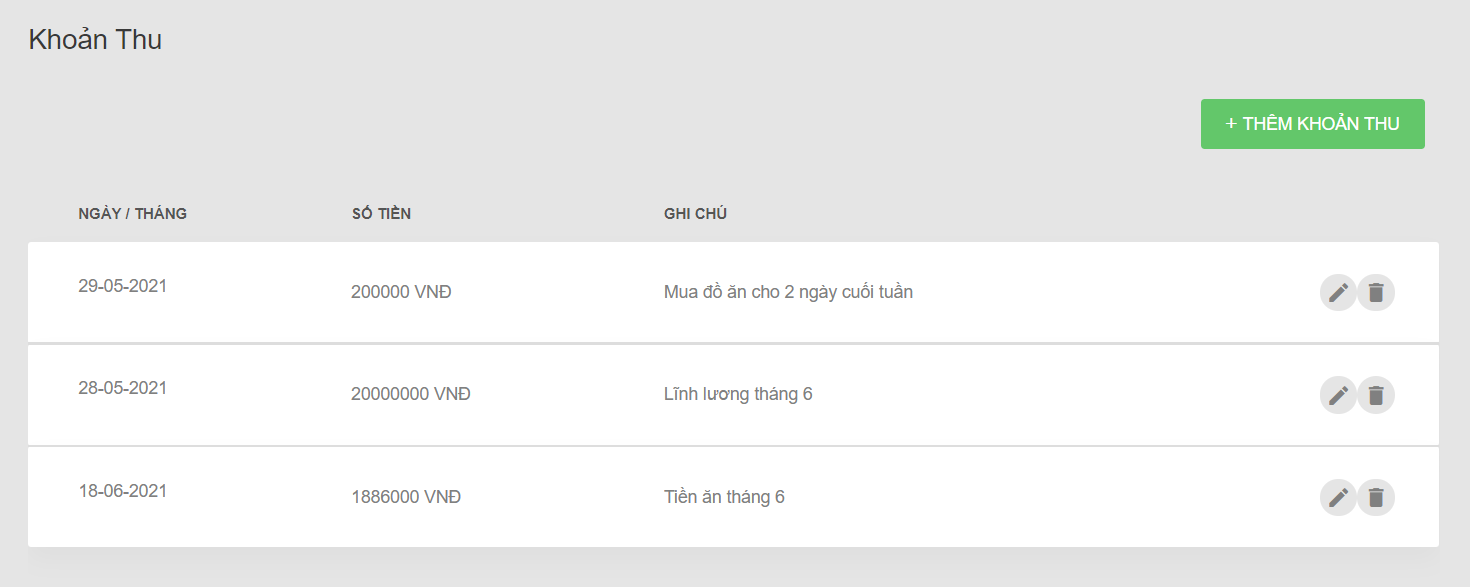 Khoản Thu
+ THÊM KHOẢN THU
NGÀY / THÁNG SỐ TIỀN GHI CHÚ
29-05-2021 200000 VNĐ Mua đồ ăn cho 2 ngày cuối tuần
28-05-2021 20000000 VNĐ Lĩnh lương tháng 6
18-06-2021 1886000 VNĐ Tiền ăn tháng 6